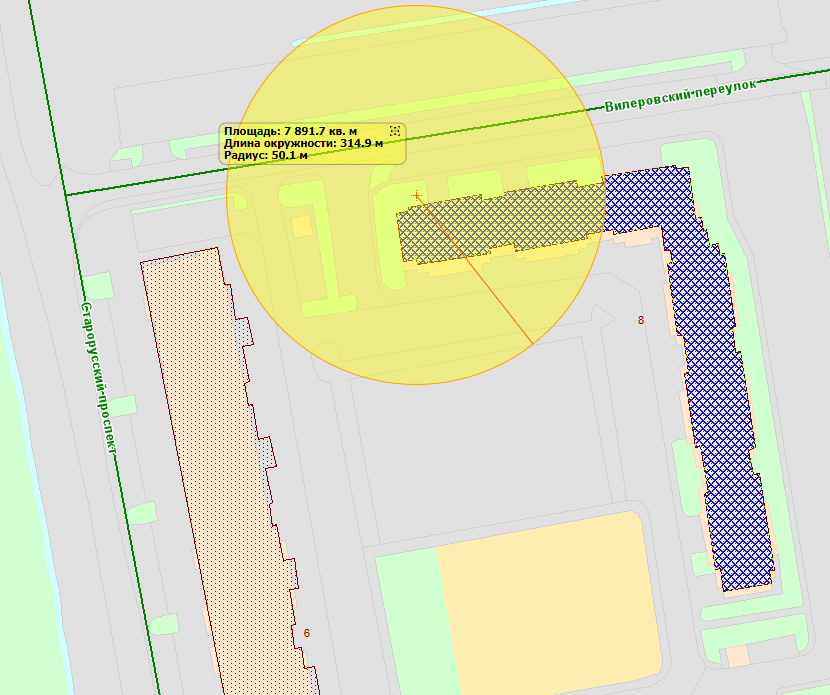 Вилеровский переулок
Площадь: 7 891.7 кв. м
Длина окружности: 314.9 м
Радиус: 50.1 м
Старорусский проспект
8
6